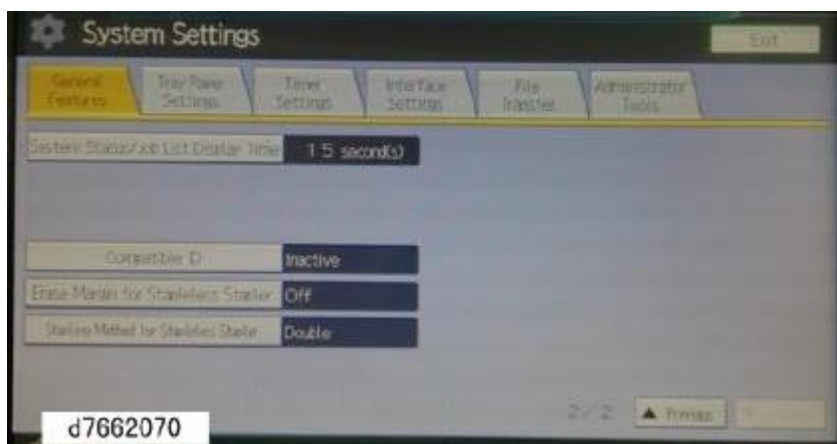 System Settings
Exit
General Features
Tray Paper Settings
Timer Settings
Interface Settings
File Transfer
Administrator Tools
System Status/Job List Display Time
15 second(s)
Compatible ID
Inactive
Erase Margin for Stapleless Stapler
Off
Stapling Method for Stapleless Stapler
Double
2/2
▲ Previous
d7662070